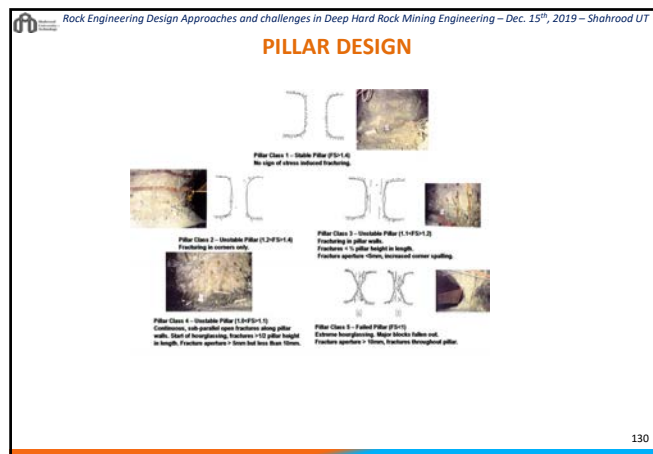 Rock Engineering Design Approaches and challenges in Deep Hard Rock Mining Engineering – Dec. 15th, 2019 – Shahrood UT
PILLAR DESIGN
Pillar Class 1 – Stable Pillar (FS>1.4)
No sign of stress induced fracturing.
Pillar Class 2 – Unstable Pillar (1.2<FS>1.4)
Fracturing in corners only.
Pillar Class 3 – Unstable Pillar (1.1<FS>1.2)
Fracturing in pillar walls.
Fractures < ½ pillar height in length.
Fracture aperture <5mm, increased corner spalling.
Pillar Class 4 – Unstable Pillar (1.0<FS>1.1)
Continuous, sub-parallel open fractures along pillar
walls. Start of hourglassing, fractures >1/2 pillar height
in length. Fracture aperture > 5mm but less than 10mm.
Pillar Class 5 – Failed Pillar (FS<1)
Extreme hourglassing. Major blocks fallen out.
Fracture aperture > 10mm, fractures throughout pillar.
130